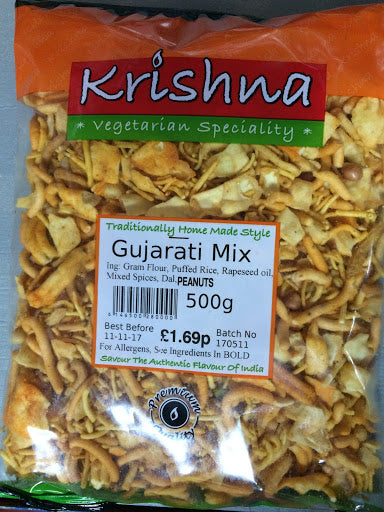 Krishna
* Vegetarian Speciality *
Traditionally Home Made Style
Gujarati Mix
Ing: Gram Flour, Puffed Rice, Rapeseed oil,
Mixed Spices, Dal,PEANUTS
500g
Best Before £1.69p Batch No
11-11-17 170511
For Allergens, See Ingredients In BOLD
Savour The Authentic Flavour Of India
Premium
Quality